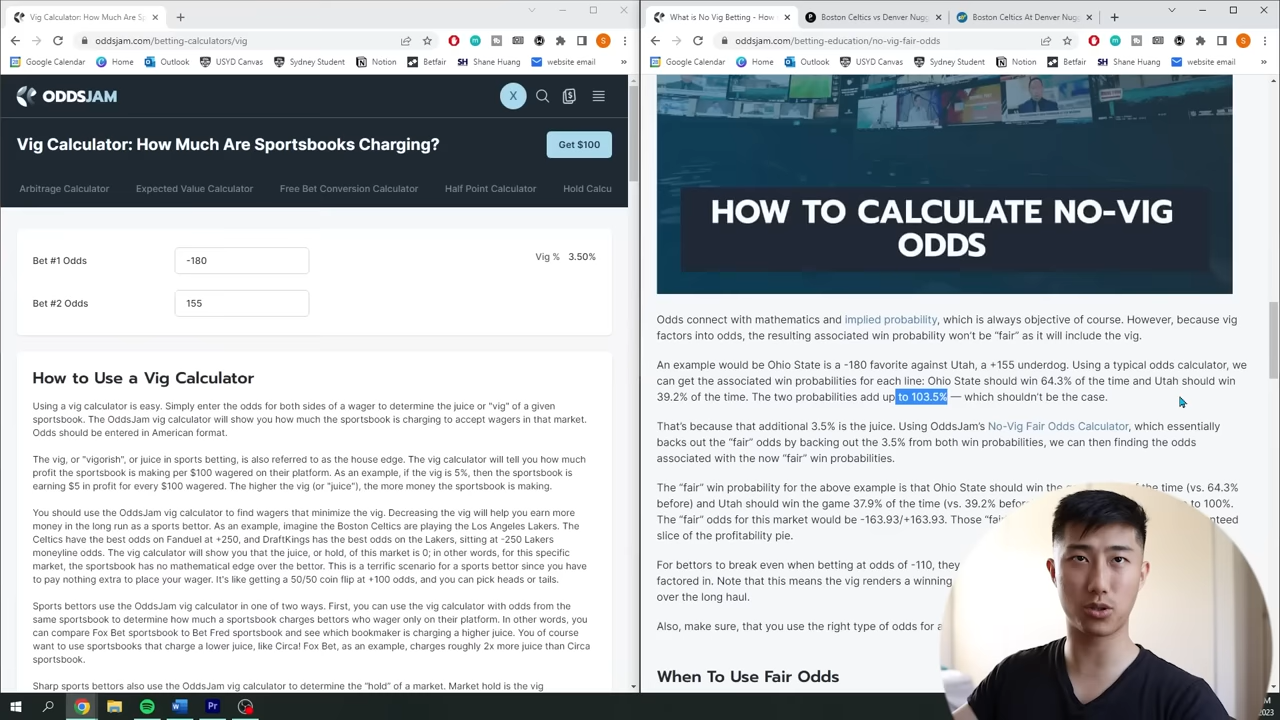 Vig Calculator: How Much Are Sp
oddsjam.com/betting-calculators/vig
Google Calendar
Home
Outlook
USYD Canvas
Sydney Student
Notion
Betfair
Shane Huang
website email
ODDSJAM
X
Vig Calculator: How Much Are Sportsbooks Charging?
Get $100
Arbitrage Calculator
Expected Value Calculator
Free Bet Conversion Calculator
Half Point Calculator
Hold Calcu
Bet #1 Odds
-180
Vig % 3.50%
Bet #2 Odds
155
How to Use a Vig Calculator
Using a vig calculator is easy. Simply enter the odds for both sides of a wager to determine the juice or "vig" of a given
sportsbook. The OddsJam vig calculator will show you how much the sportsbook is charging to accept wagers in that market.
Odds should be entered in American format.
The vig, or "vigorish", or juice in sports betting, is also referred to as the house edge. The vig calculator will tell you how much
profit the sportsbook is making per $100 wagered on their platform. As an example, if the vig is 5%, then the sportsbook is
earning $5 in profit for every $100 wagered. The higher the vig (or "juice"), the more money the sportsbook is making.
You should use the OddsJam vig calculator to find wagers that minimize the vig. Decreasing the vig will help you earn more
money in the long run as a sports bettor. As an example, imagine the Boston Celtics are playing the Los Angeles Lakers. The
Celtics have the best odds on Fanduel at +250, and DraftKings has the best odds on the Lakers, sitting at -250 Lakers
moneyline odds. The vig calculator will show you that the juice, or hold, of this market is 0; in other words, for this specific
market, the sportsbook has no mathematical edge over the bettor. This is a terrific scenario for a sports bettor since you have
to pay nothing extra to place your wager. It's like getting a 50/50 coin flip at +100 odds, and you can pick heads or tails.
Sports bettors use the OddsJam vig calculator in one of two ways. First, you can use the vig calculator with odds from the
same sportsbook to determine how much a sportsbook charges bettors who wager only on their platform. In other words, you
can compare Fox Bet sportsbook to Bet Fred sportsbook and see which bookmaker is charging a higher juice. You of course
want to use sportsbooks that charge a lower juice, like Circa! Fox Bet, as an example, charges roughly 2x more juice than Circa
sportsbook.
Sharp sports bettors also use the OddsJam vig calculator to determine the "hold" of a market. Market hold is the vig
What is No Vig Betting - How
Boston Celtics vs Denver Nugg
Boston Celtics At Denver Nugg
oddsjam.com/betting-education/no-vig-fair-odds
Google Calendar
Home
Outlook
USYD Canvas
Sydney Student
Notion
Betfair
Shane Huang
website email
HOW TO CALCULATE NO-VIG
ODDS
Odds connect with mathematics and implied probability, which is always objective of course. However, because vig
factors into odds, the resulting associated win probability won't be "fair" as it will include the vig.
An example would be Ohio State is a -180 favorite against Utah, a +155 underdog. Using a typical odds calculator, we
can get the associated win probabilities for each line: Ohio State should win 64.3% of the time and Utah should win
39.2% of the time. The two probabilities add up to 103.5% — which shouldn't be the case.
That's because that additional 3.5% is the juice. Using OddsJam's No-Vig Fair Odds Calculator, which essentially
backs out the "fair" odds by backing out the 3.5% from both win probabilities, we can then finding the odds
associated with the now "fair" win probabilities.
The "fair" win probability for the above example is that Ohio State should win the of the time (vs. 64.3%
before) and Utah should win the game 37.9% of the time (vs. 39.2% before to 100%.
The "fair" odds for this market would be -163.93/+163.93. Those "fai
slice of the profitability pie.
For bettors to break even when betting at odds of -110, they
factored in. Note that this means the vig renders a winning
over the long haul.
Also, make sure, that you use the right type of odds for a
When To Use Fair Odds
2023